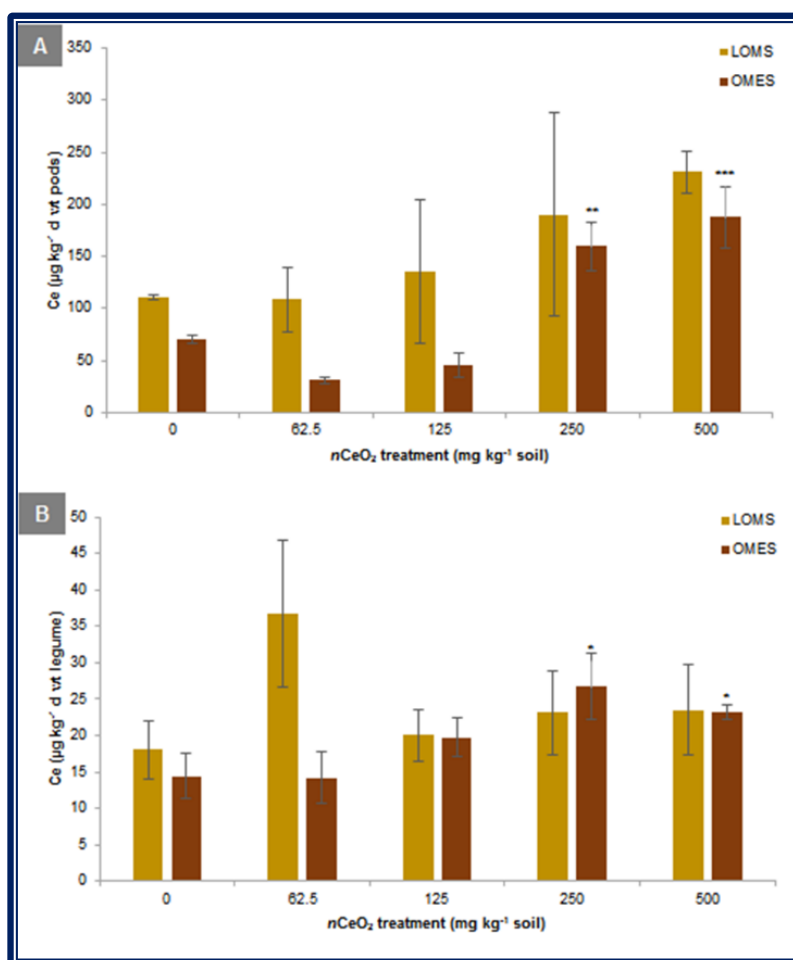 A
350
300
250
200
150
100
50
0
Ce (µg kg⁻¹ d wt pods)
LOMS
OMES
**
***
0 62.5 125 250 500
nCeO₂ treatment (mg kg⁻¹ soil)
B
50
45
40
35
30
25
20
15
10
5
0
Ce (µg kg⁻¹ d wt legume)
LOMS
OMES
*
*
0 62.5 125 250 500
nCeO₂ treatment (mg kg⁻¹ soil)